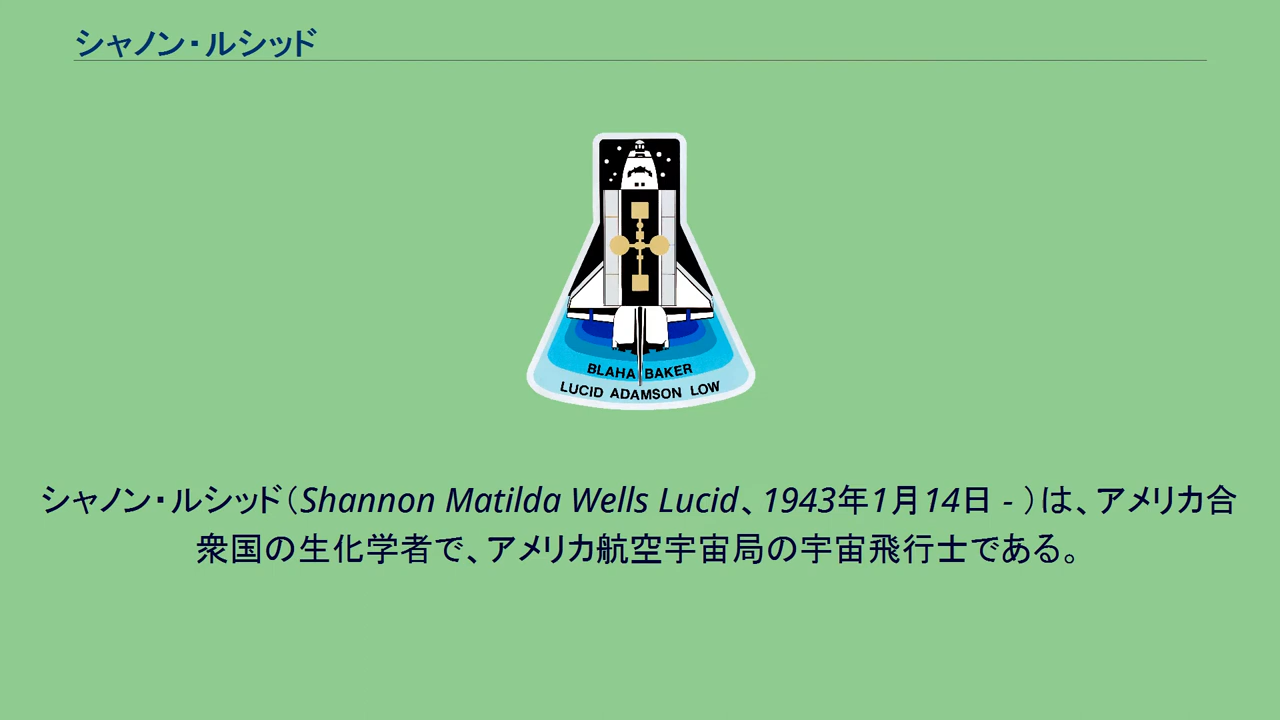 シャノン・ルシッド
BLAHA BAKER
LUCID ADAMSON LOW
シャノン・ルシッド（Shannon Matilda Wells Lucid、1943年1月14日 - ）は、アメリカ合
衆国の生化学者で、アメリカ航空宇宙局の宇宙飛行士である。